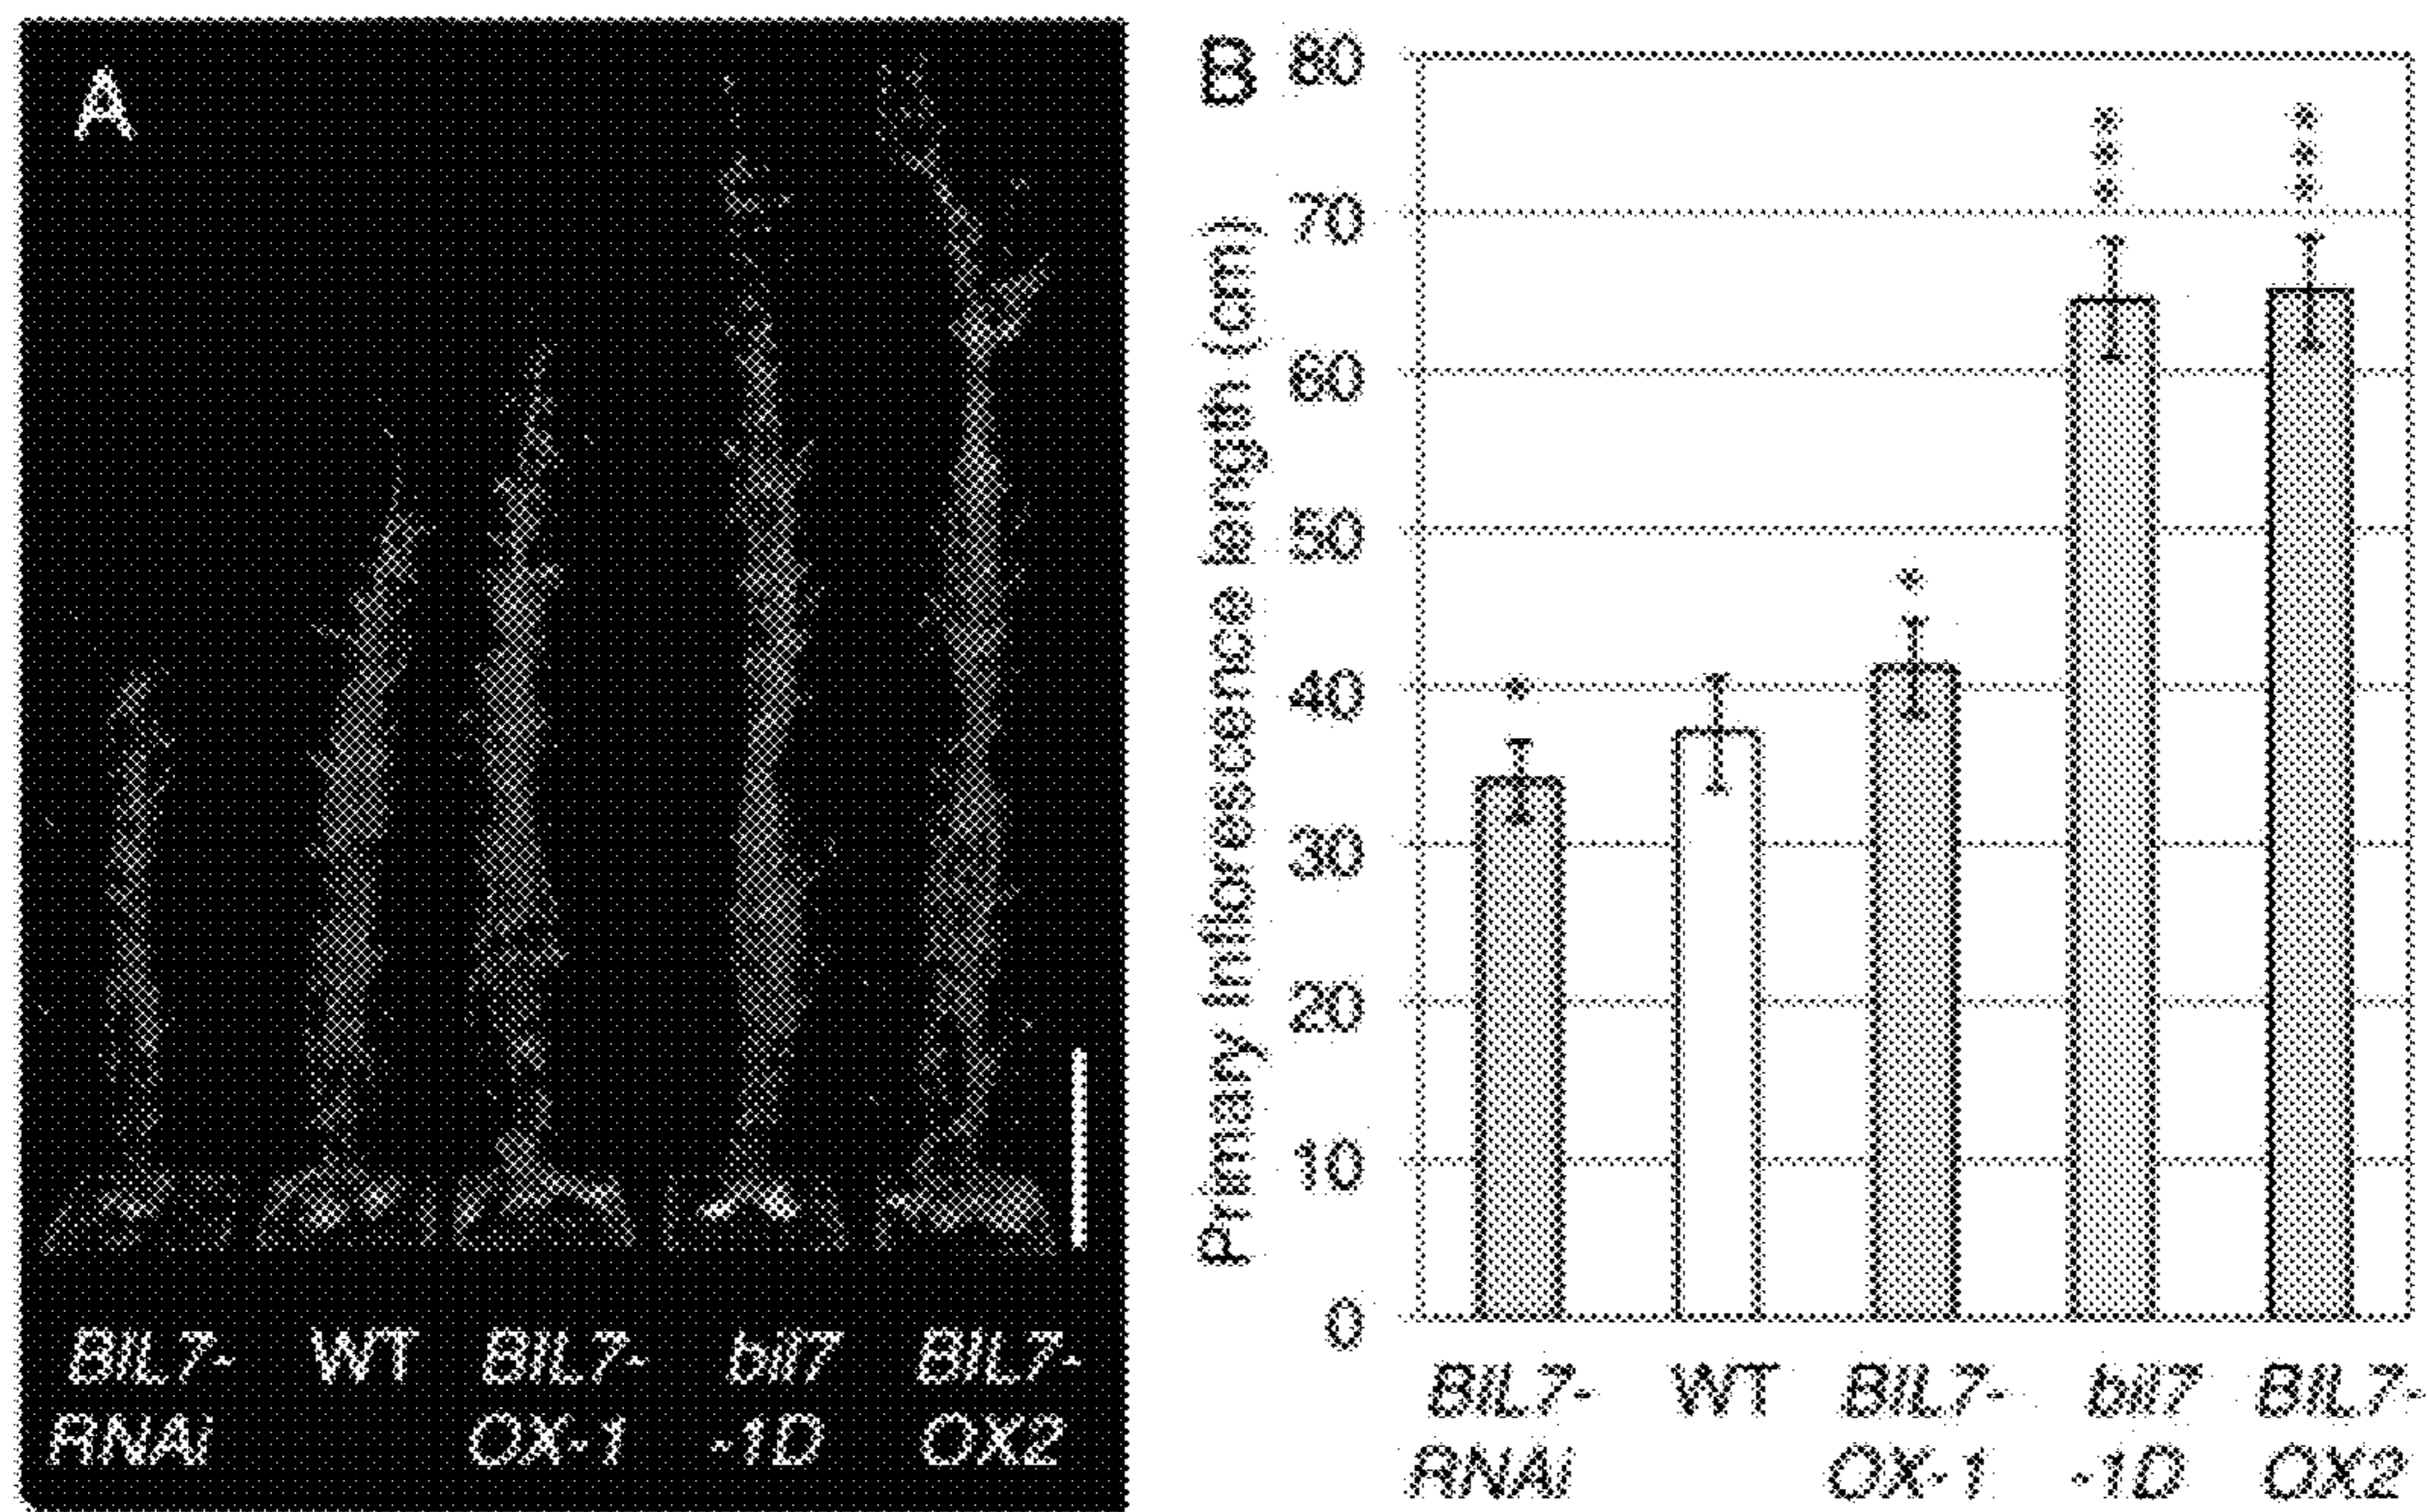 A
BIL7-
RNAi
WT
BIL7-
OX-1
bil7
-1D
BIL7-
OX2
B
Primary inflorescence length (cm)
80
70
60
50
40
30
20
10
0
*
*
***
***
BIL7-
RNAi
WT
BIL7-
OX-1
bil7
-1D
BIL7-
OX2